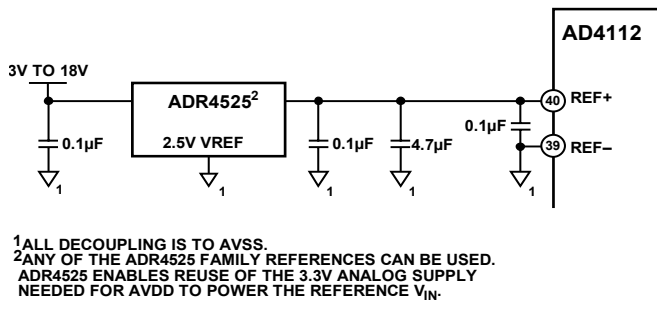 AD4112
3V TO 18V
ADR4525²
2.5V VREF
0.1µF
0.1µF
4.7µF
0.1µF
40 REF+
39 REF–
1
1
1
1
1
¹ALL DECOUPLING IS TO AVSS.
²ANY OF THE ADR4525 FAMILY REFERENCES CAN BE USED.
ADR4525 ENABLES REUSE OF THE 3.3V ANALOG SUPPLY
NEEDED FOR AVDD TO POWER THE REFERENCE VIN.